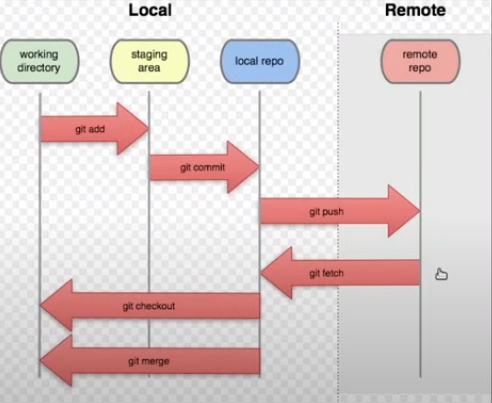 Local
Remote
working
directory
staging
area
local repo
remote
repo
git add
git commit
git push
git fetch
git checkout
git merge